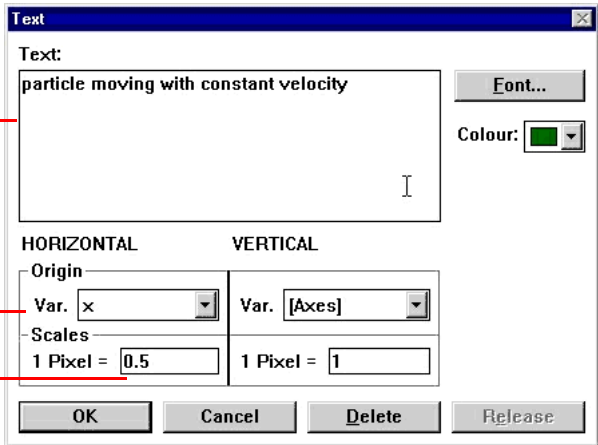 Text
Text:
particle moving with constant velocity
Font...
Colour:
HORIZONTAL VERTICAL
Origin
Var. x Var. [Axes]
Scales
1 Pixel = 0.5 1 Pixel = 1
OK Cancel Delete Release